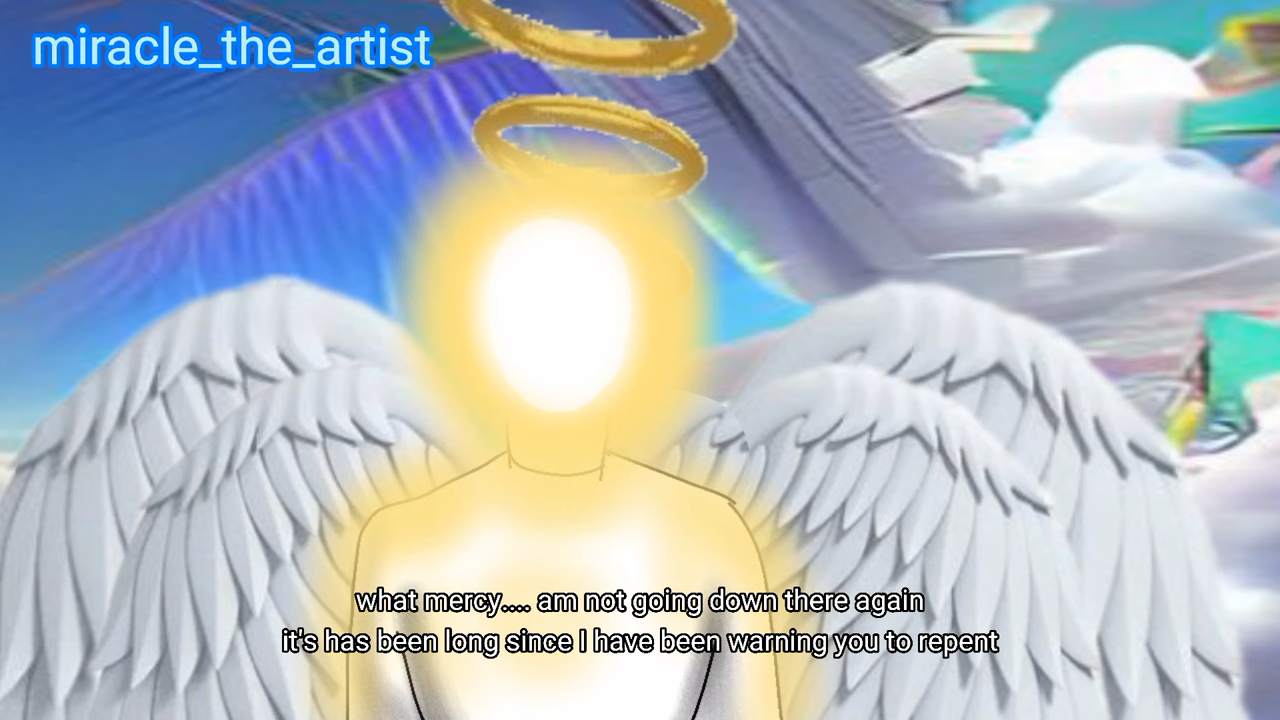 miracle_the_artist
what mercy.... am not going down there again
it's has been long since I have been warning you to repent